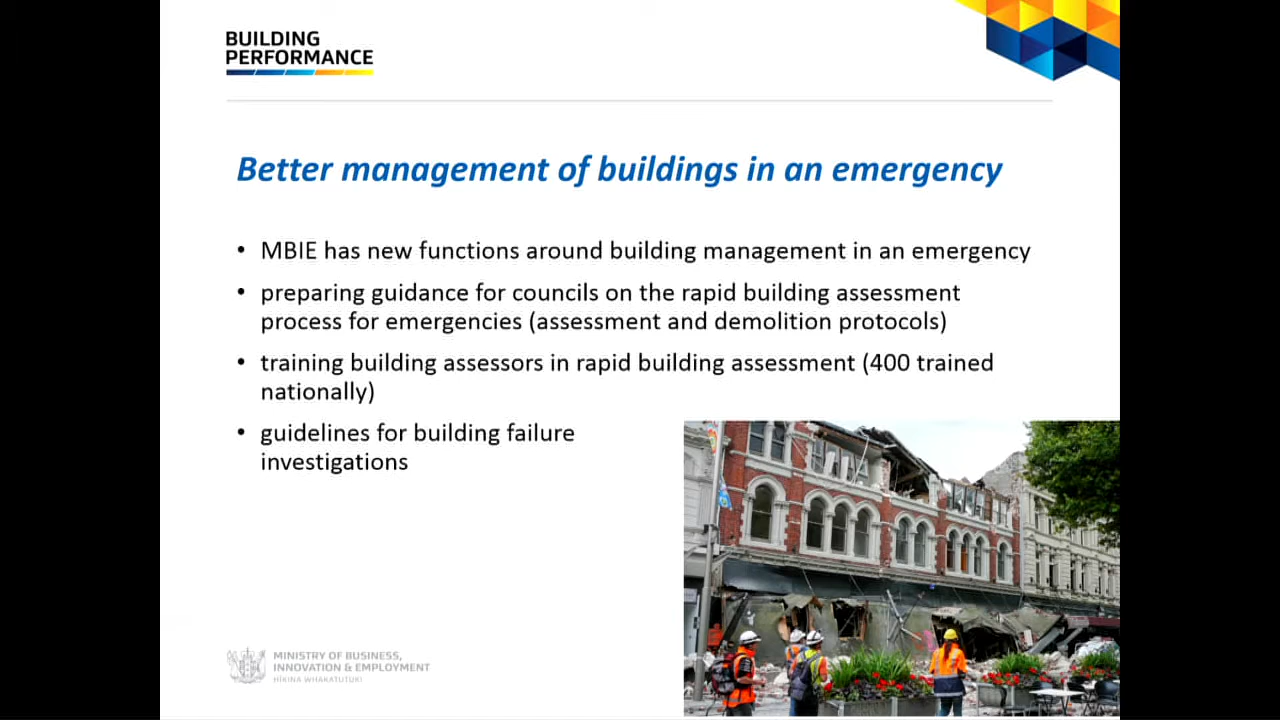 BUILDING
PERFORMANCE
Better management of buildings in an emergency
• MBIE has new functions around building management in an emergency
• preparing guidance for councils on the rapid building assessment
process for emergencies (assessment and demolition protocols)
• training building assessors in rapid building assessment (400 trained
nationally)
• guidelines for building failure
investigations
MINISTRY OF BUSINESS,
INNOVATION & EMPLOYMENT
HĪKINA WHAKATUTUKI